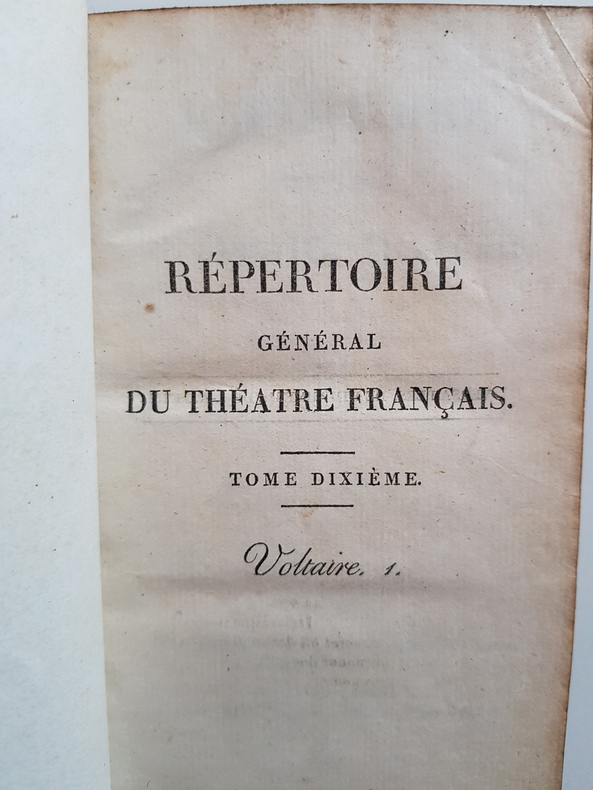 RÉPERTOIRE
GÉNÉRAL
DU THÉATRE FRANÇAIS.
TOME DIXIÈME.
Voltaire. 1.